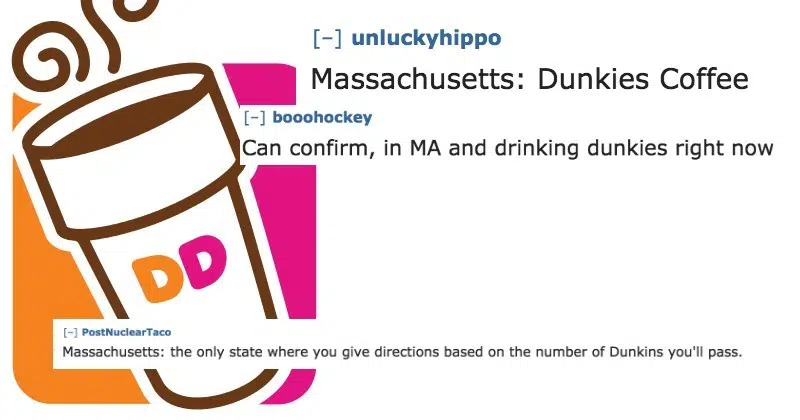 [–] unluckyhippo
Massachusetts: Dunkies Coffee
[–] booohockey
Can confirm, in MA and drinking dunkies right now
DD
[–] PostNuclearTaco
Massachusetts: the only state where you give directions based on the number of Dunkins you'll pass.